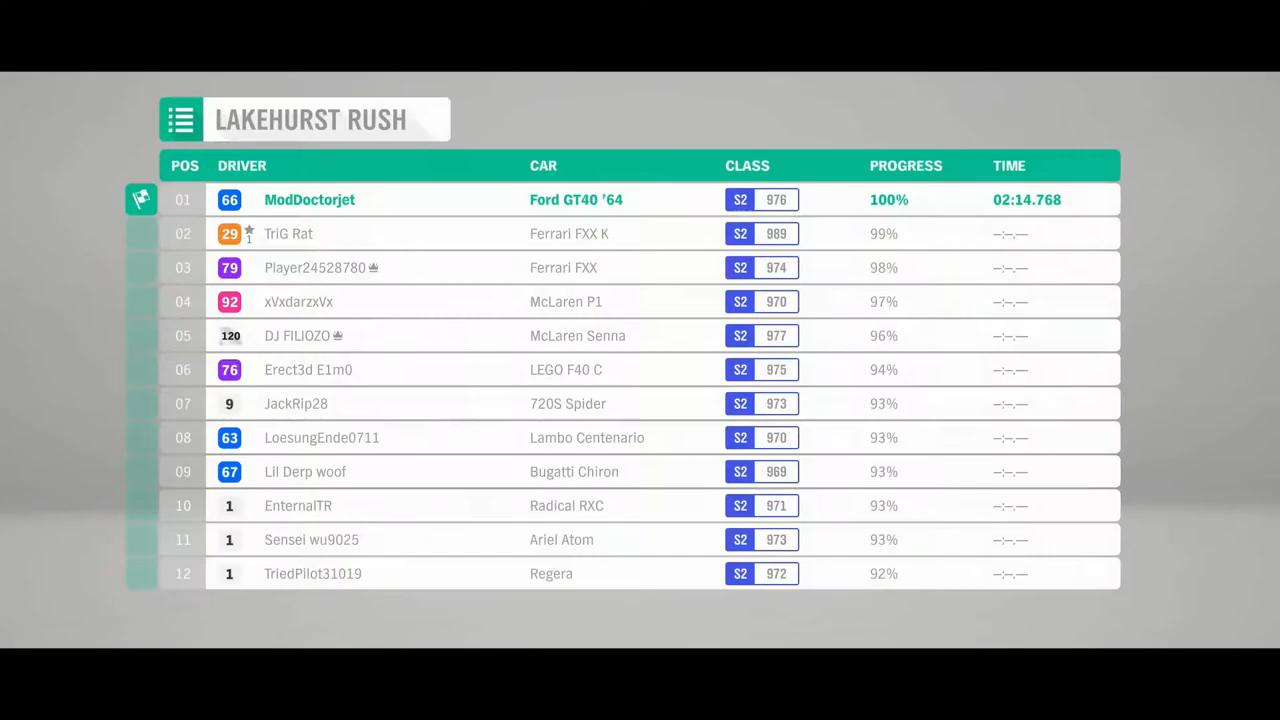 LAKEHURST RUSH
POS DRIVER CAR CLASS PROGRESS TIME
01 66 ModDoctorjet Ford GT40 '64 S2 976 100% 02:14.768
02 29 1 TriG Rat Ferrari FXX K S2 989 99% --:--.---
03 79 Player24528780 Ferrari FXX S2 974 98% --:--.---
04 92 xVxdarzxVx McLaren P1 S2 970 97% --:--.---
05 120 DJ FILIOZO McLaren Senna S2 977 96% --:--.---
06 76 Erect3d E1m0 LEGO F40 C S2 975 94% --:--.---
07 9 JackRip28 720S Spider S2 973 93% --:--.---
08 63 LoesungEnde0711 Lambo Centenario S2 970 93% --:--.---
09 67 Lil Derp woof Bugatti Chiron S2 969 93% --:--.---
10 1 EnternalTR Radical RXC S2 971 93% --:--.---
11 1 Sensei wu9025 Ariel Atom S2 973 93% --:--.---
12 1 TriedPilot31019 Regera S2 972 92% --:--.---